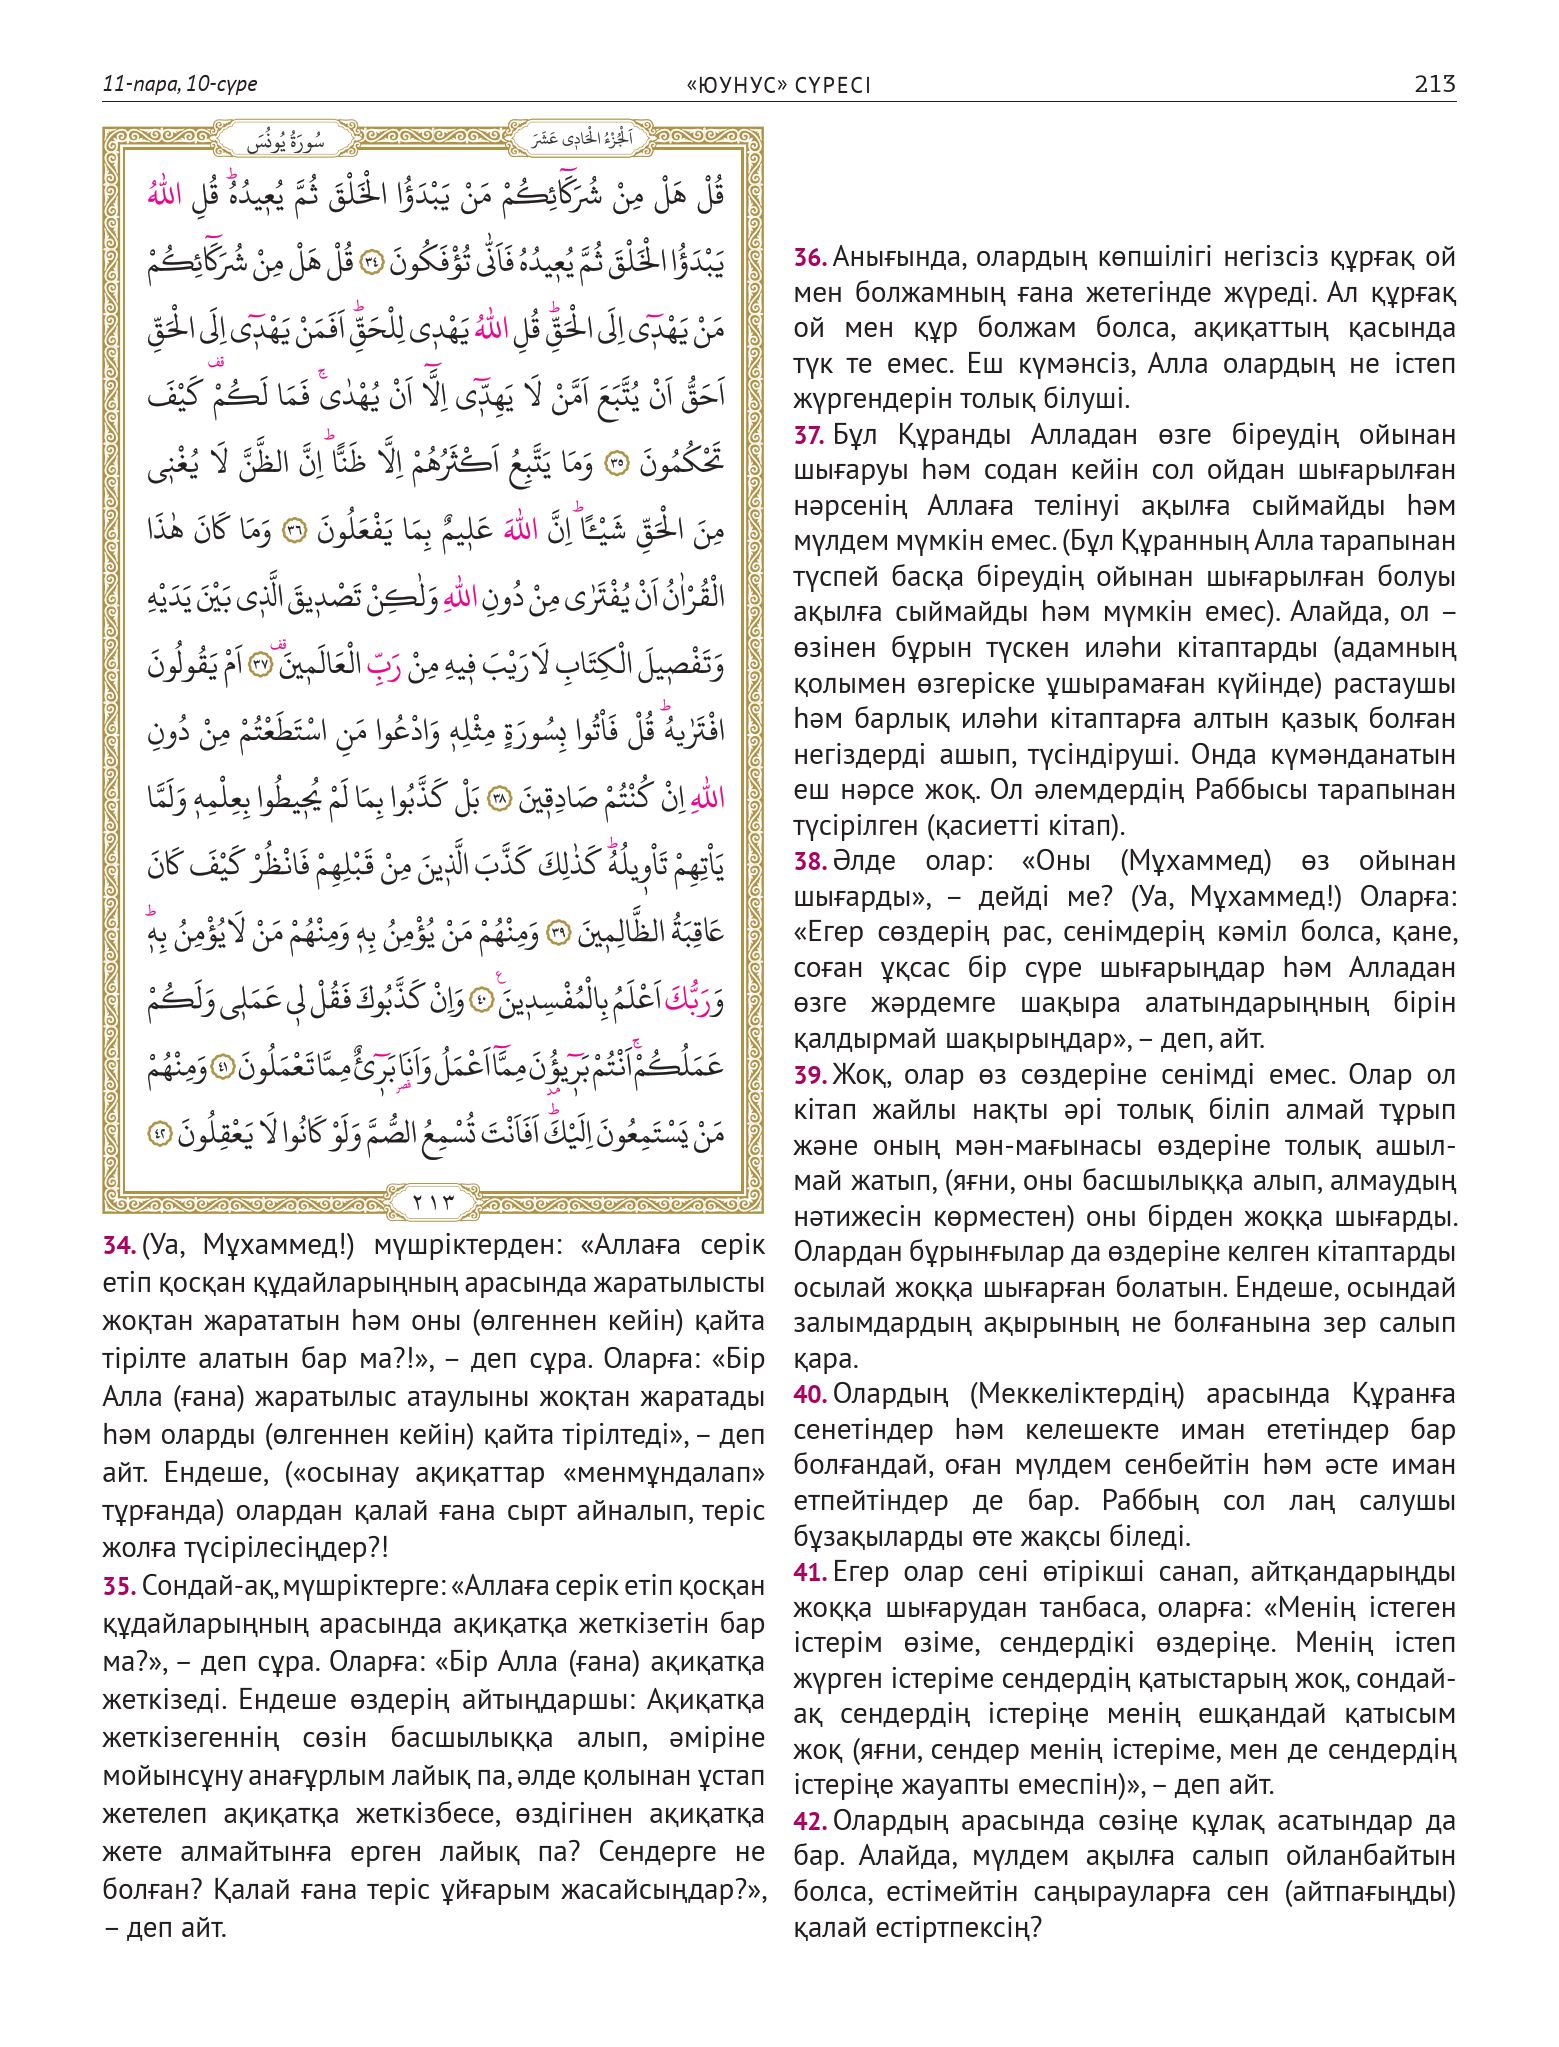 11-пара, 10-сүре
«ЮУНУС» СҮРЕСІ
213
سُورَةُ يُونُسَ
اَلْجُزْءُ الْحَادِى عَشَرَ
قُلْ هَلْ مِنْ شُرَكَٓائِكُمْ مَنْ يَبْدَؤُا الْخَلْقَ ثُمَّ يُعٖيدُهُ ؕ قُلِ اللّٰهُ
يَبْدَؤُا الْخَلْقَ ثُمَّ يُعٖيدُهُ فَاَنّٰى تُؤْفَكُونَ ﴿٣٤﴾ قُلْ هَلْ مِنْ شُرَكَٓائِكُمْ
مَنْ يَهْدٖٓى اِلَى الْحَقِّ ؕ قُلِ اللّٰهُ يَهْدٖى لِلْحَقِّ ؕ اَفَمَنْ يَهْدٖٓى اِلَى الْحَقِّ
اَحَقُّ اَنْ يُتَّبَعَ اَمَّنْ لَا يَهِدّٖٓى اِلَّٓا اَنْ يُهْدٰى ۚ فَمَا لَكُمْ قف كَيْفَ
تَحْكُمُونَ ﴿٣٥﴾ وَمَا يَتَّبِعُ اَكْثَرُهُمْ اِلَّا ظَنًّا ؕ اِنَّ الظَّنَّ لَا يُغْنٖى
مِنَ الْحَقِّ شَيْـًٔا ؕ اِنَّ اللّٰهَ عَلٖيمٌ بِمَا يَفْعَلُونَ ﴿٣٦﴾ وَمَا كَانَ هٰذَا
الْقُرْاٰنُ اَنْ يُفْتَرٰى مِنْ دُونِ اللّٰهِ وَلٰكِنْ تَصْدٖيقَ الَّذٖى بَيْنَ يَدَيْهِ
وَتَفْصٖيلَ الْكِتَابِ لَا رَيْبَ فٖيهِ مِنْ رَبِّ الْعَالَمٖينَ قف ﴿٣٧﴾ اَمْ يَقُولُونَ
افْتَرٰيهُ ؕ قُلْ فَاْتُوا بِسُورَةٍ مِثْلِهٖ وَادْعُوا مَنِ اسْتَطَعْتُمْ مِنْ دُونِ
اللّٰهِ اِنْ كُنْتُمْ صَادِقٖينَ ﴿٣٨﴾ بَلْ كَذَّبُوا بِمَا لَمْ يُحٖيطُوا بِعِلْمِهٖ وَلَمَّا
يَاْتِهِمْ تَاْوٖيلُهُ ؕ كَذٰلِكَ كَذَّبَ الَّذٖينَ مِنْ قَبْلِهِمْ فَانْظُرْ كَيْفَ كَانَ
عَاقِبَةُ الظَّالِمٖينَ ﴿٣٩﴾ وَمِنْهُمْ مَنْ يُؤْمِنُ بِهٖ وَمِنْهُمْ مَنْ لَا يُؤْمِنُ بِهٖ ؕ
وَرَبُّكَ اَعْلَمُ بِالْمُفْسِدٖينَ ع ﴿٤٠﴾ وَاِنْ كَذَّبُوكَ فَقُلْ لٖى عَمَلٖى وَلَكُمْ
عَمَلُكُمْ ۚ اَنْتُمْ بَرٖٓيؤُنَ مِمَّٓا اَعْمَلُ وَاَنَا۬ بَرٖٓىءٌ مِمَّا تَعْمَلُونَ ﴿٤١﴾ وَمِنْهُمْ
مَنْ يَسْتَمِعُونَ اِلَيْكَ ؕ اَفَاَنْتَ تُسْمِعُ الصُّمَّ وَلَوْ كَانُوا لَا يَعْقِلُونَ ﴿٤٢﴾
٢١٣
34. (Уа, Мұхаммед!) мүшріктерден: «Аллаға серік
етіп қосқан құдайларыңның арасында жаратылысты
жоқтан жарататын һәм оны (өлгеннен кейін) қайта
тірілте алатын бар ма?!», – деп сұра. Оларға: «Бір
Алла (ғана) жаратылыс атаулыны жоқтан жаратады
һәм оларды (өлгеннен кейін) қайта тірілтеді», – деп
айт. Ендеше, («осынау ақиқаттар «менмұндалап»
тұрғанда) олардан қалай ғана сырт айналып, теріс
жолға түсірілесіңдер?!
35. Сондай-ақ, мүшріктерге: «Аллаға серік етіп қосқан
құдайларыңның арасында ақиқатқа жеткізетін бар
ма?», – деп сұра. Оларға: «Бір Алла (ғана) ақиқатқа
жеткізеді. Ендеше өздерің айтыңдаршы: Ақиқатқа
жеткізегеннің сөзін басшылыққа алып, әміріне
мойынсұну анағұрлым лайық па, әлде қолынан ұстап
жетелеп ақиқатқа жеткізбесе, өздігінен ақиқатқа
жете алмайтынға ерген лайық па? Сендерге не
болған? Қалай ғана теріс ұйғарым жасайсыңдар?»,
– деп айт.
36. Анығында, олардың көпшілігі негізсіз құрғақ ой
мен болжамның ғана жетегінде жүреді. Ал құрғақ
ой мен құр болжам болса, ақиқаттың қасында
түк те емес. Еш күмәнсіз, Алла олардың не істеп
жүргендерін толық білуші.
37. Бұл Құранды Алладан өзге біреудің ойынан
шығаруы һәм содан кейін сол ойдан шығарылған
нәрсенің Аллаға телінуі ақылға сыймайды һәм
мүлдем мүмкін емес. (Бұл Құранның Алла тарапынан
түспей басқа біреудің ойынан шығарылған болуы
ақылға сыймайды һәм мүмкін емес). Алайда, ол –
өзінен бұрын түскен иләһи кітаптарды (адамның
қолымен өзгеріске ұшырамаған күйінде) растаушы
һәм барлық иләһи кітаптарға алтын қазық болған
негіздерді ашып, түсіндіруші. Онда күмәнданатын
еш нәрсе жоқ. Ол әлемдердің Раббысы тарапынан
түсірілген (қасиетті кітап).
38. Әлде олар: «Оны (Мұхаммед) өз ойынан
шығарды», – дейді ме? (Уа, Мұхаммед!) Оларға:
«Егер сөздерің рас, сенімдерің кәміл болса, қане,
соған ұқсас бір сүре шығарыңдар һәм Алладан
өзге жәрдемге шақыра алатындарыңның бірін
қалдырмай шақырыңдар», – деп, айт.
39. Жоқ, олар өз сөздеріне сенімді емес. Олар ол
кітап жайлы нақты әрі толық біліп алмай тұрып
және оның мән-мағынасы өздеріне толық ашыл-
май жатып, (яғни, оны басшылыққа алып, алмаудың
нәтижесін көрместен) оны бірден жоққа шығарды.
Олардан бұрынғылар да өздеріне келген кітаптарды
осылай жоққа шығарған болатын. Ендеше, осындай
залымдардың ақырының не болғанына зер салып
қара.
40. Олардың (Меккеліктердің) арасында Құранға
сенетіндер һәм келешекте иман ететіндер бар
болғандай, оған мүлдем сенбейтін һәм әсте иман
етпейтіндер де бар. Раббың сол лаң салушы
бұзақыларды өте жақсы біледі.
41. Егер олар сені өтірікші санап, айтқандарыңды
жоққа шығарудан танбаса, оларға: «Менің істеген
істерім өзіме, сендердікі өздеріңе. Менің істеп
жүрген істеріме сендердің қатыстарың жоқ, сондай-
ақ сендердің істеріңе менің ешқандай қатысым
жоқ (яғни, сендер менің істеріме, мен де сендердің
істеріңе жауапты емеспін)», – деп айт.
42. Олардың арасында сөзіңе құлақ асатындар да
бар. Алайда, мүлдем ақылға салып ойланбайтын
болса, естімейтін саңырауларға сен (айтпағыңды)
қалай естіртпексің?